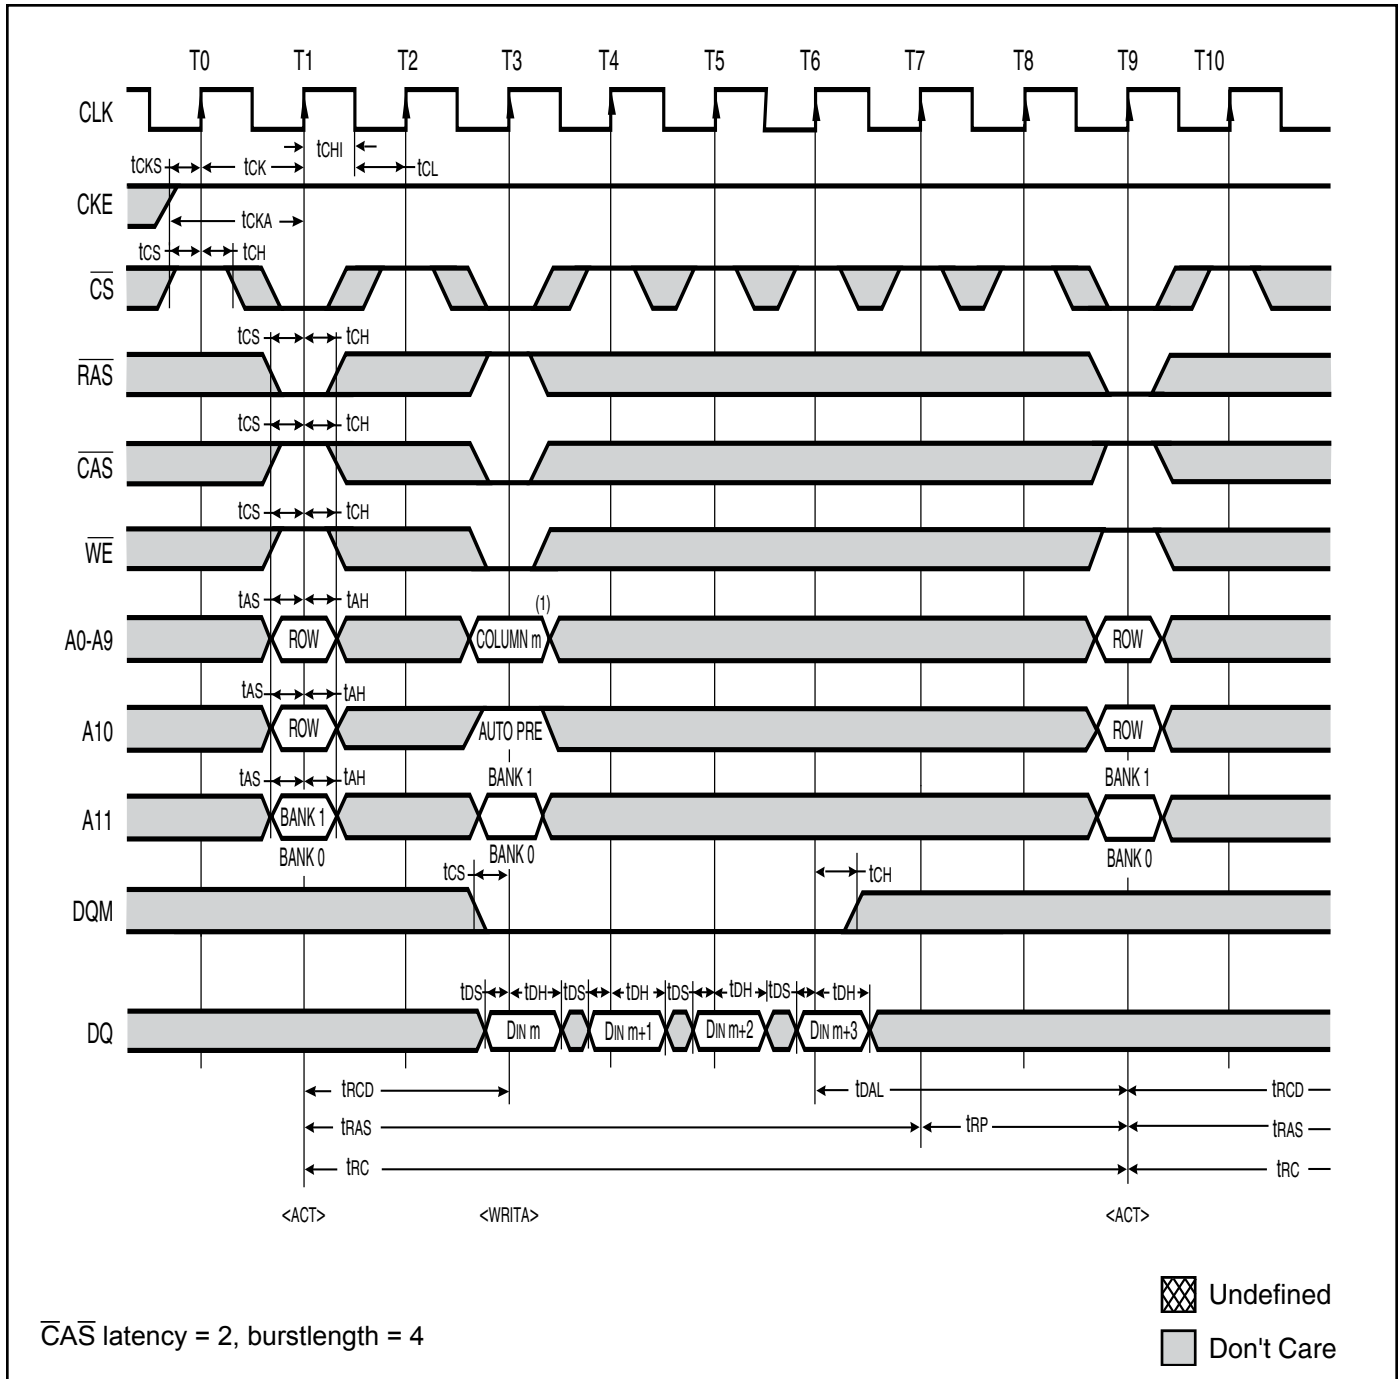 T0 T1 T2 T3 T4 T5 T6 T7 T8 T9 T10
CLK
tCHI
tCKS tCK tCL
CKE
tCKA
tCS tCH
CS
tCS tCH
RAS
tCS tCH
CAS
tCS tCH
WE
tAS tAH (1)
A0-A9 ROW COLUMN m ROW
tAS tAH
A10 ROW AUTO PRE ROW
tAS tAH BANK 1 BANK 1
A11 BANK 1
BANK 0 BANK 0 BANK 0
tCS tCH
DQM
tDS tDH tDS tDH tDS tDH tDS tDH
DQ DIN m DIN m+1 DIN m+2 DIN m+3
tRCD tDAL tRCD
tRAS tRP tRAS
tRC tRC
<ACT> <WRITA> <ACT>
Undefined
CAS latency = 2, burstlength = 4
Don't Care